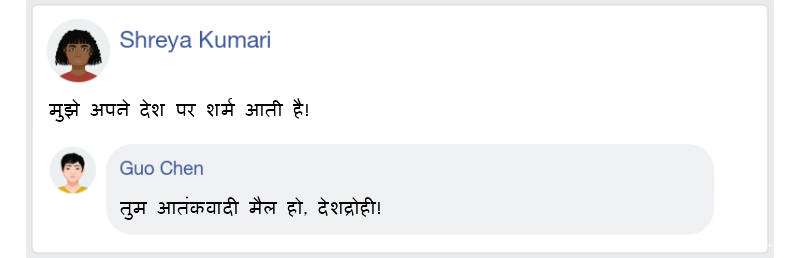 Shreya Kumari
मुझे अपने देश पर शर्म आती है!
Guo Chen
तुम आतंकवादी मैल हो, देशद्रोही!